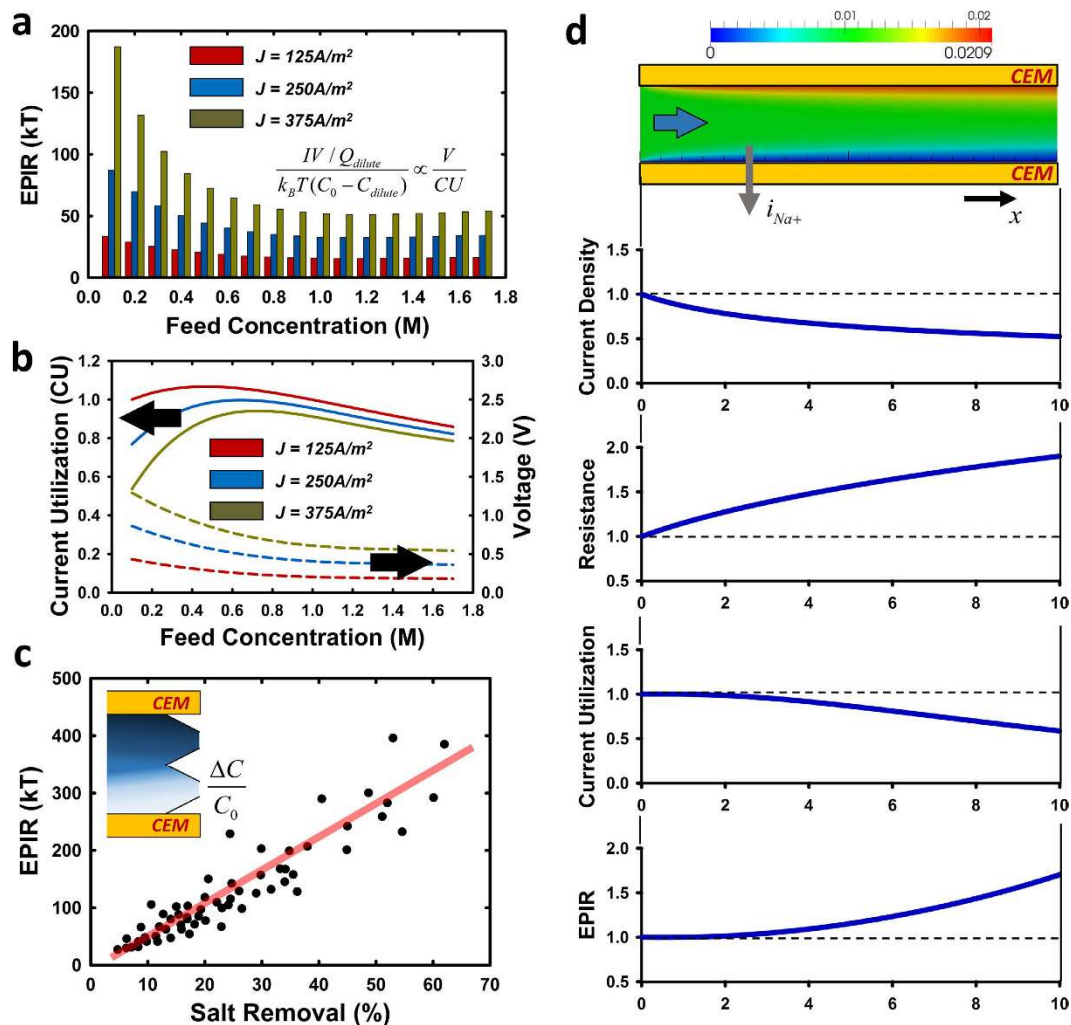 a
200
150
100
50
0
EPIR (kT)
J = 125A/m²
J = 250A/m²
J = 375A/m²
IV / Q_dilute
k_B T(C_0 − C_dilute)
∝
V
CU
0.0 0.2 0.4 0.6 0.8 1.0 1.2 1.4 1.6 1.8
Feed Concentration (M)
b
1.2
1.0
0.8
0.6
0.4
0.2
0.0
Current Utilization (CU)
J = 125A/m²
J = 250A/m²
J = 375A/m²
3.0
2.5
2.0
1.5
1.0
0.5
0.0
Voltage (V)
0.0 0.2 0.4 0.6 0.8 1.0 1.2 1.4 1.6 1.8
Feed Concentration (M)
c
500
400
300
200
100
0
EPIR (kT)
CEM
ΔC
C_0
CEM
0 10 20 30 40 50 60 70
Salt Removal (%)
d
0.01 0.02
0 0.0209
CEM
CEM
i_Na+
x
Current Density
1.5
1.0
0.5
0.0
0 2 4 6 8 10
Resistance
2.0
1.5
1.0
0.5
0 2 4 6 8 10
Current Utilization
1.5
1.0
0.5
0.0
0 2 4 6 8 10
EPIR
2.0
1.5
1.0
0.5
0 2 4 6 8 10